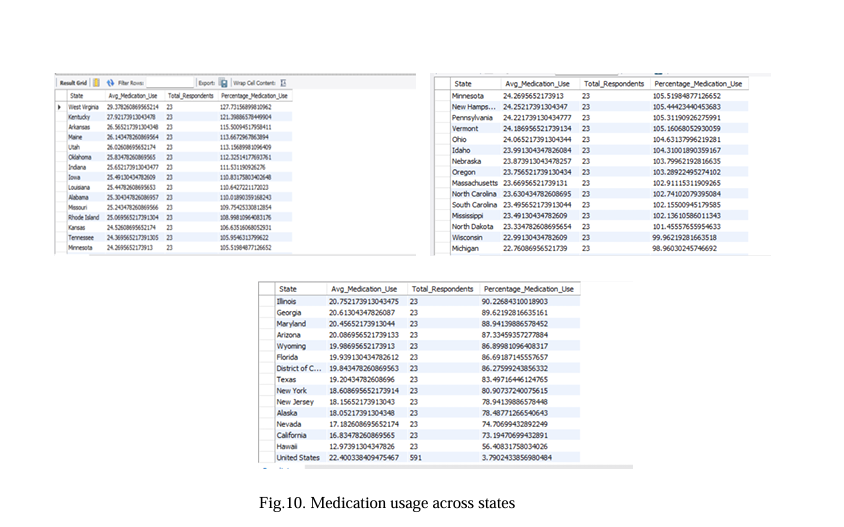 Result Grid Filter Rows: Export: Wrap Cell Content:
State Avg_Medication_Use Total_Respondents Percentage_Medication_Use
West Virginia 29.378260869565214 23 127.73156899810962
Kentucky 27.92173913043478 23 121.39886578449904
Arkansas 26.565217391304348 23 115.50094517958411
Maine 26.143478260869564 23 113.6672967863894
Utah 26.02608695652174 23 113.15689981096409
Oklahoma 25.83478260869565 23 112.32514177693761
Indiana 25.652173913043477 23 111.531190926276
Iowa 25.49130434782609 23 110.83175803402648
Louisiana 25.4478260869565 23 110.6427221172023
Alabama 25.304347826086957 23 110.01890359168243
Missouri 25.243478260869566 23 109.75425330812854
Rhode Island 25.069565217391304 23 108.99810964083176
Kansas 24.52608695652174 23 106.63516068052931
Tennessee 24.369565217391305 23 105.9546313799622
Minnesota 24.2695652173913 23 105.51984877126652
State Avg_Medication_Use Total_Respondents Percentage_Medication_Use
Minnesota 24.2695652173913 23 105.51984877126652
New Hamps... 24.25217391304347 23 105.44423440453683
Pennsylvania 24.221739130434777 23 105.31190926275991
Vermont 24.186956521739134 23 105.16068052930059
Ohio 24.06521739130434 4 23 104.63137996219281
Idaho 23.991304347826084 23 104.31001890359167
Nebraska 23.873913043478257 23 103.79962192816635
Oregon 23.756521739130434 23 103.28922495274102
Massachusetts 23.66956521739131 23 102.91115311909265
North Carolina 23.630434782608695 23 102.74102079395084
South Carolina 23.495652173913044 23 102.15500945179585
Mississippi 23.49130434782609 23 102.13610586011343
North Dakota 23.334782608695654 23 101.45557655954633
Wisconsin 22.99130434782609 23 99.96219281663518
Michigan 22.760869565217 39 23 98.96030245746692
State Avg_Medication_Use Total_Respondents Percentage_Medication_Use
Illinois 20.752173913043475 23 90.22684310018903
Georgia 20.61304347826087 23 89.62192816635161
Maryland 20.45652173913044 23 88.94139886578452
Arizona 20.086956521739133 23 87.33459357277884
Wyoming 19.98695652173913 23 86.89981096408317
Florida 19.939130434782612 23 86.69187145557657
District of C... 19.843478260869563 23 86.27599243856332
Texas 19.20434782608696 23 83.49716446124765
New York 18.608695652173914 23 80.90737240075615
New Jersey 18.15652173913043 23 78.94139886578448
Alaska 18.05217391304348 23 78.48771266540643
Nevada 17.182608695652174 23 74.70699432892249
California 16.83478260869565 23 73.19470699432891
Hawaii 12.97391304347826 23 56.40831758034026
United States 22.400338409475467 591 3.7902433856980484
Fig.10. Medication usage across states